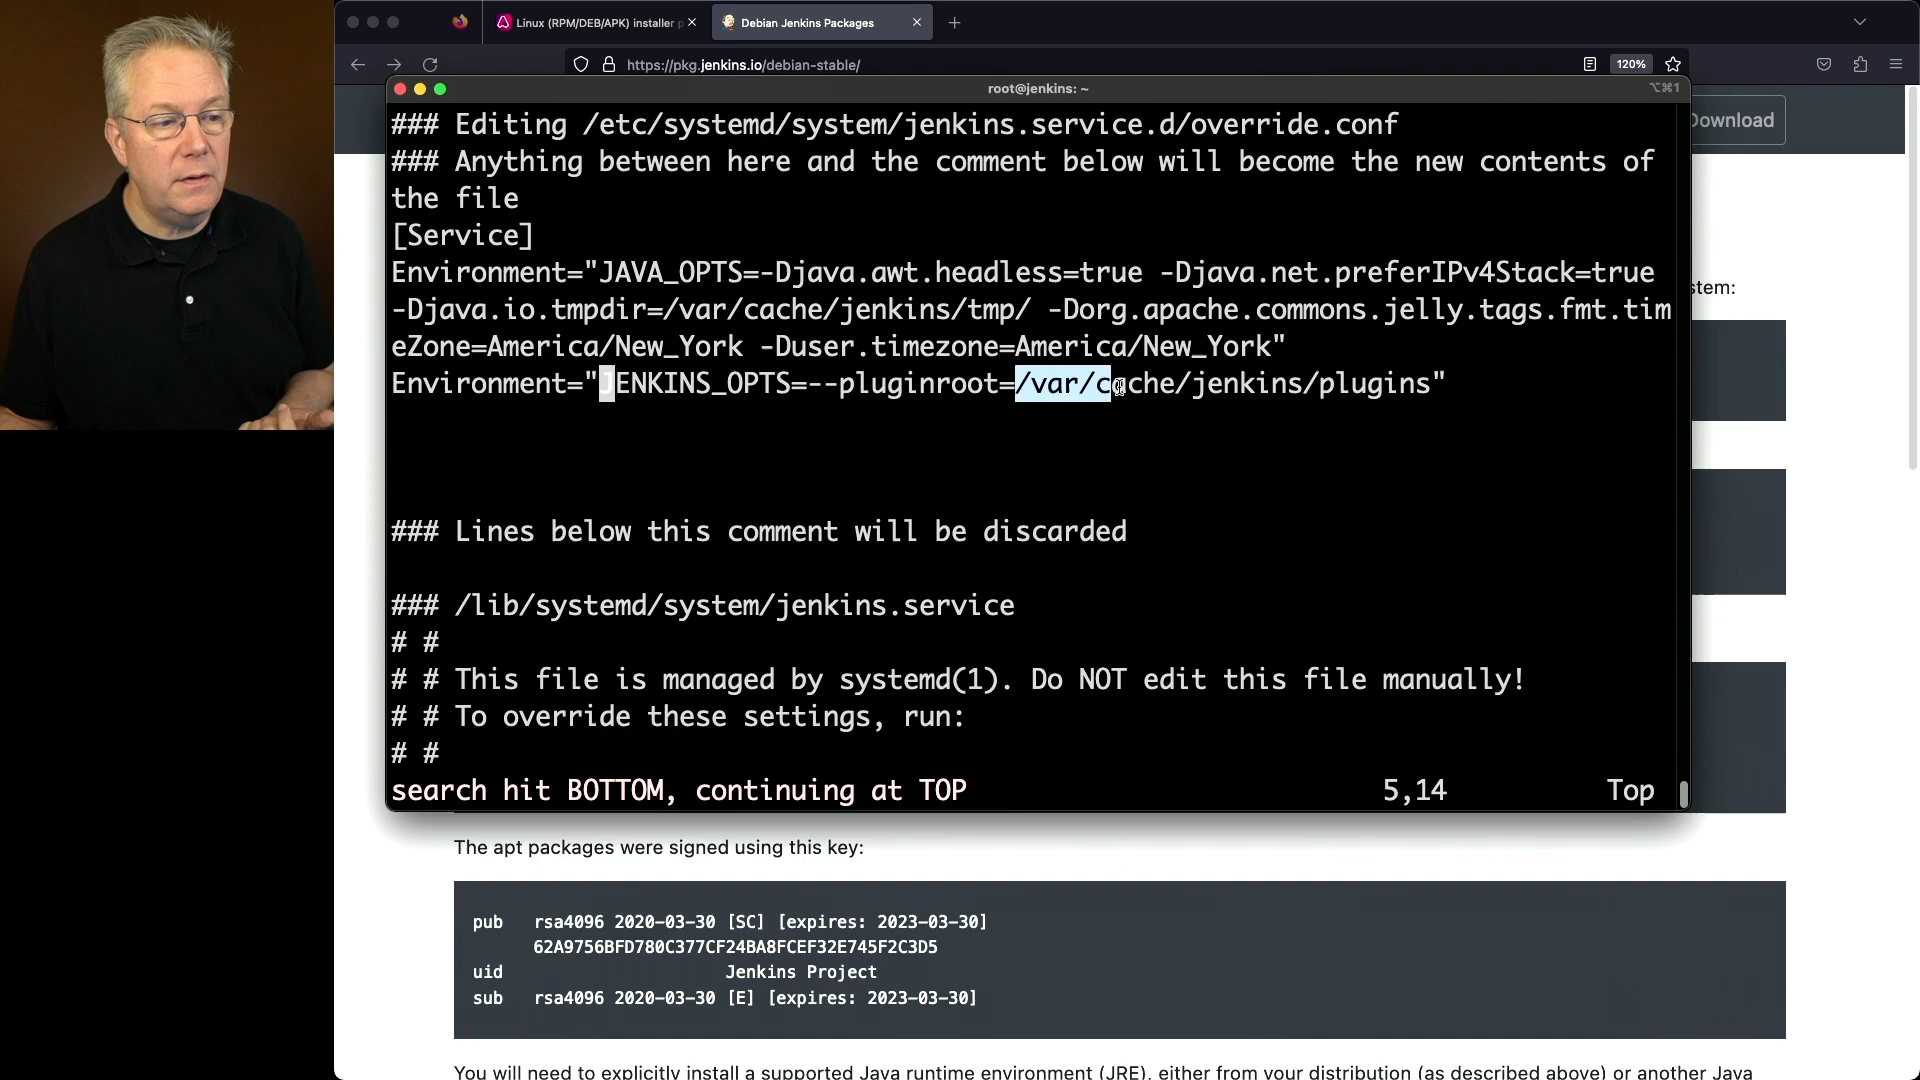 Linux (RPM/DEB/APK) installer p
Debian Jenkins Packages
https://pkg.jenkins.io/debian-stable/
120%
root@jenkins: ~
⌥⌘1
Download
### Editing /etc/systemd/system/jenkins.service.d/override.conf
### Anything between here and the comment below will become the new contents of
the file
[Service]
Environment="JAVA_OPTS=-Djava.awt.headless=true -Djava.net.preferIPv4Stack=true
-Djava.io.tmpdir=/var/cache/jenkins/tmp/ -Dorg.apache.commons.jelly.tags.fmt.tim
eZone=America/New_York -Duser.timezone=America/New_York"
Environment="JENKINS_OPTS=--pluginroot=/var/cache/jenkins/plugins"
stem:
### Lines below this comment will be discarded
### /lib/systemd/system/jenkins.service
# #
# # This file is managed by systemd(1). Do NOT edit this file manually!
# # To override these settings, run:
# #
search hit BOTTOM, continuing at TOP 5,14 Top
The apt packages were signed using this key:
pub rsa4096 2020-03-30 [SC] [expires: 2023-03-30]
62A9756BFD780C377CF24BA8FCEF32E745F2C3D5
uid Jenkins Project
sub rsa4096 2020-03-30 [E] [expires: 2023-03-30]
You will need to explicitly install a supported Java runtime environment (JRE), either from your distribution (as described above) or another Java